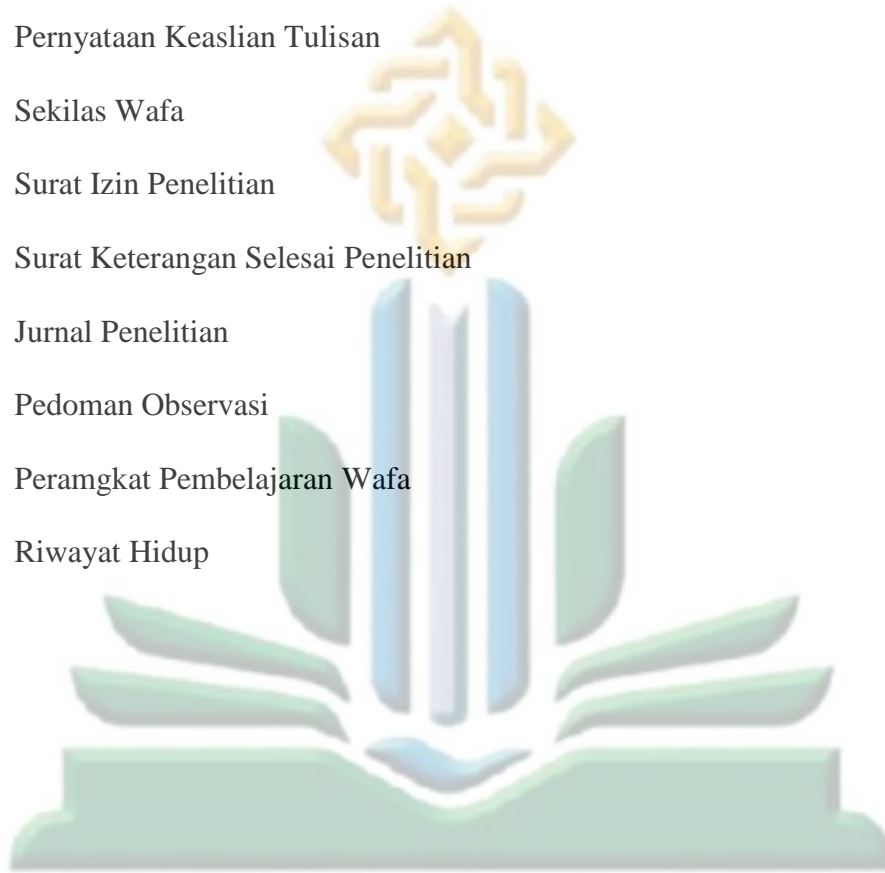 Pernyataan Keaslian Tulisan
Sekilas Wafa
Surat Izin Penelitian
Surat Keterangan Selesai Penelitian
Jurnal Penelitian
Pedoman Observasi
Peramgkat Pembelajaran Wafa
Riwayat Hidup